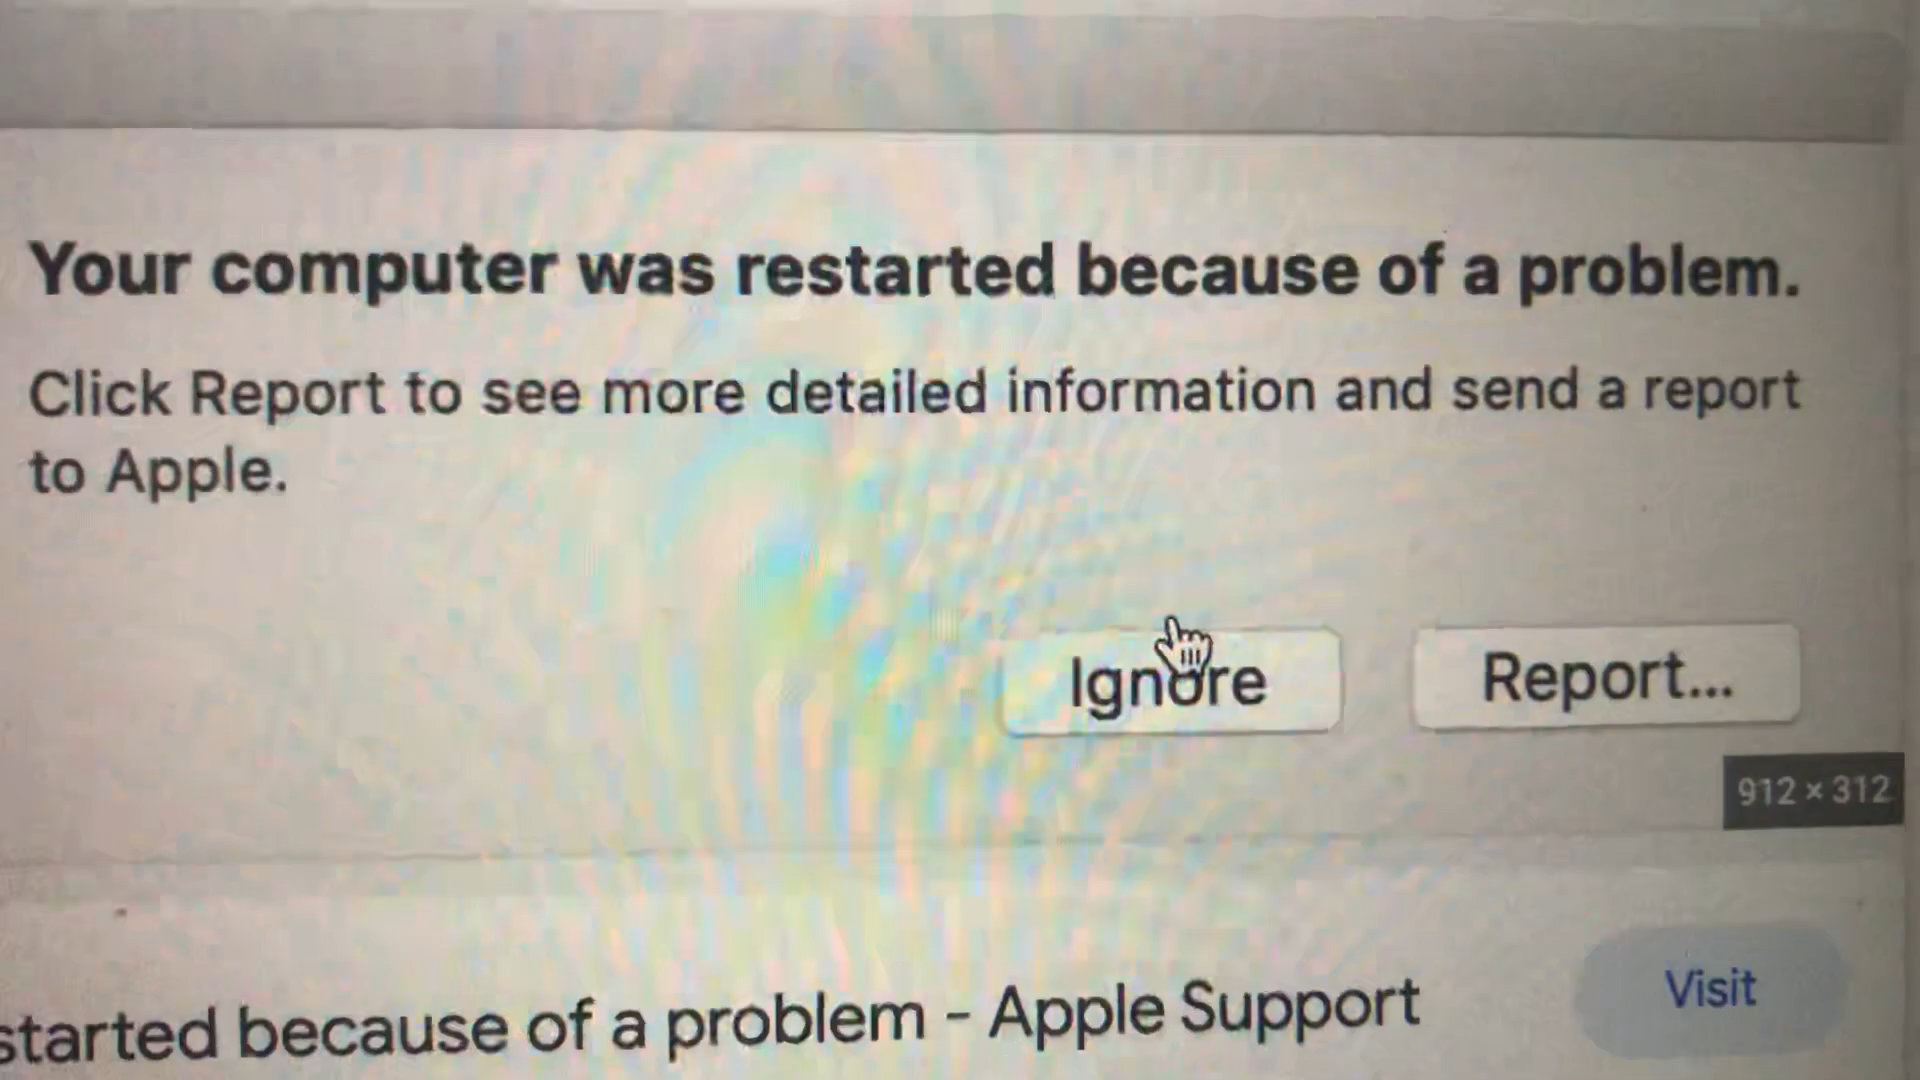 Your computer was restarted because of a problem.
Click Report to see more detailed information and send a report
to Apple.
Ignore
Report...
912 × 312
started because of a problem - Apple Support
Visit